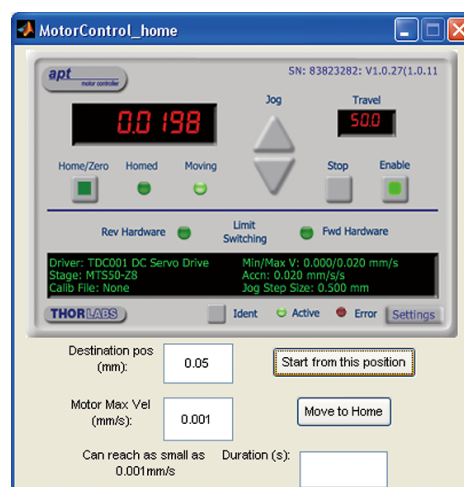 MotorControl_home
apt
motor controller
SN: 83823282: V1.0.27(1.0.11
Jog
Travel
0.0198
50.0
Home/Zero Homed Moving
Stop Enable
Rev Hardware
Limit Switching
Fwd Hardware
Driver: TDC001 DC Servo Drive
Stage: MTS50-Z8
Calib File: None
Min/Max V: 0.000/0.020 mm/s
Accn: 0.020 mm/s/s
Jog Step Size: 0.500 mm
THORLABS
Ident Active Error Settings
Destination pos
(mm):
0.05
Start from this position
Motor Max Vel
(mm/s):
0.001
Move to Home
Can reach as
small as
0.001mm/s
Duration (s):